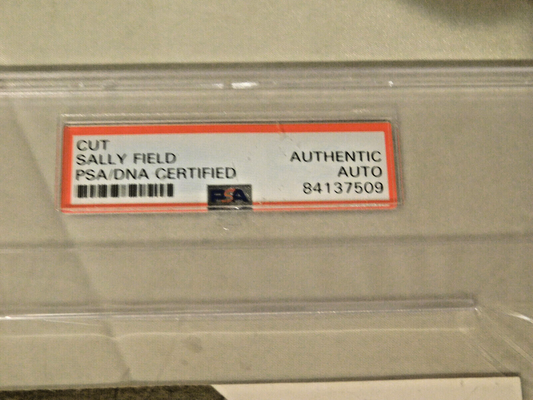 CUT
SALLY FIELD
PSA/DNA CERTIFIED
AUTHENTIC
AUTO
84137509
PSA